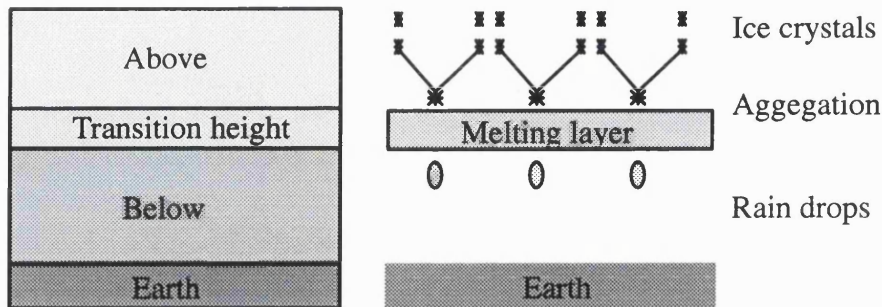 Above
Transition height
Below
Earth
Ice crystals
Aggegation
Melting layer
Rain drops
Earth